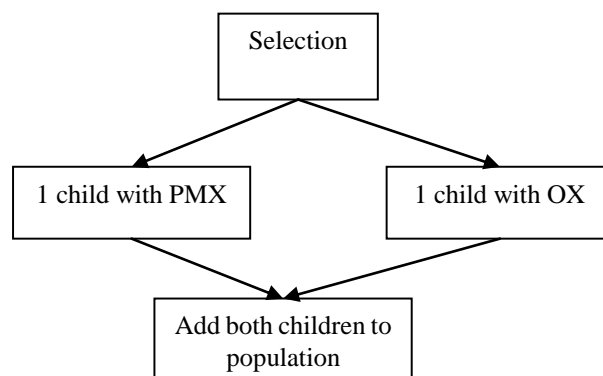 Selection
1 child with PMX
1 child with OX
Add both children to
population